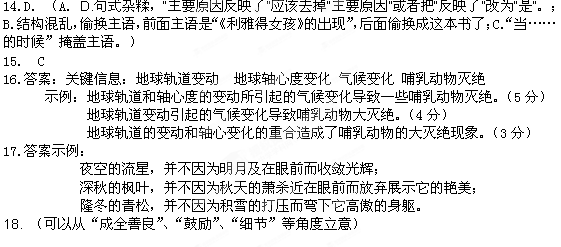 14.D. （A. D.句式杂糅，"主要原因反映了"应该去掉"主要原因"或者把"反映了"改为"是"。；
B.结构混乱，偷换主语，前面主语是“《利雅得女孩》的出现”，后面偷换成这本书了；C.“当……
的时候”掩盖主语。）
15. C
16.答案：关键信息：地球轨道变动 地球轴心度变化 气候变化 哺乳动物灭绝
示例：地球轨道和轴心度的变动所引起的气候变化导致一些哺乳动物灭绝。（5 分）
地球轨道变动引起的气候变化导致哺乳动物大灭绝。（4 分）
地球轨道的变动和轴心变化的重合造成了哺乳动物的大灭绝现象。（3 分）
17.答案示例：
夜空的流星，并不因为明月及在眼前而收敛光辉；
深秋的枫叶，并不因为秋天的萧杀近在眼前而放弃展示它的艳美；
隆冬的青松，并不因为积雪的打压而弯下它高傲的身躯。
18. （可以从“成全善良”、“鼓励”、“细节”等角度立意）